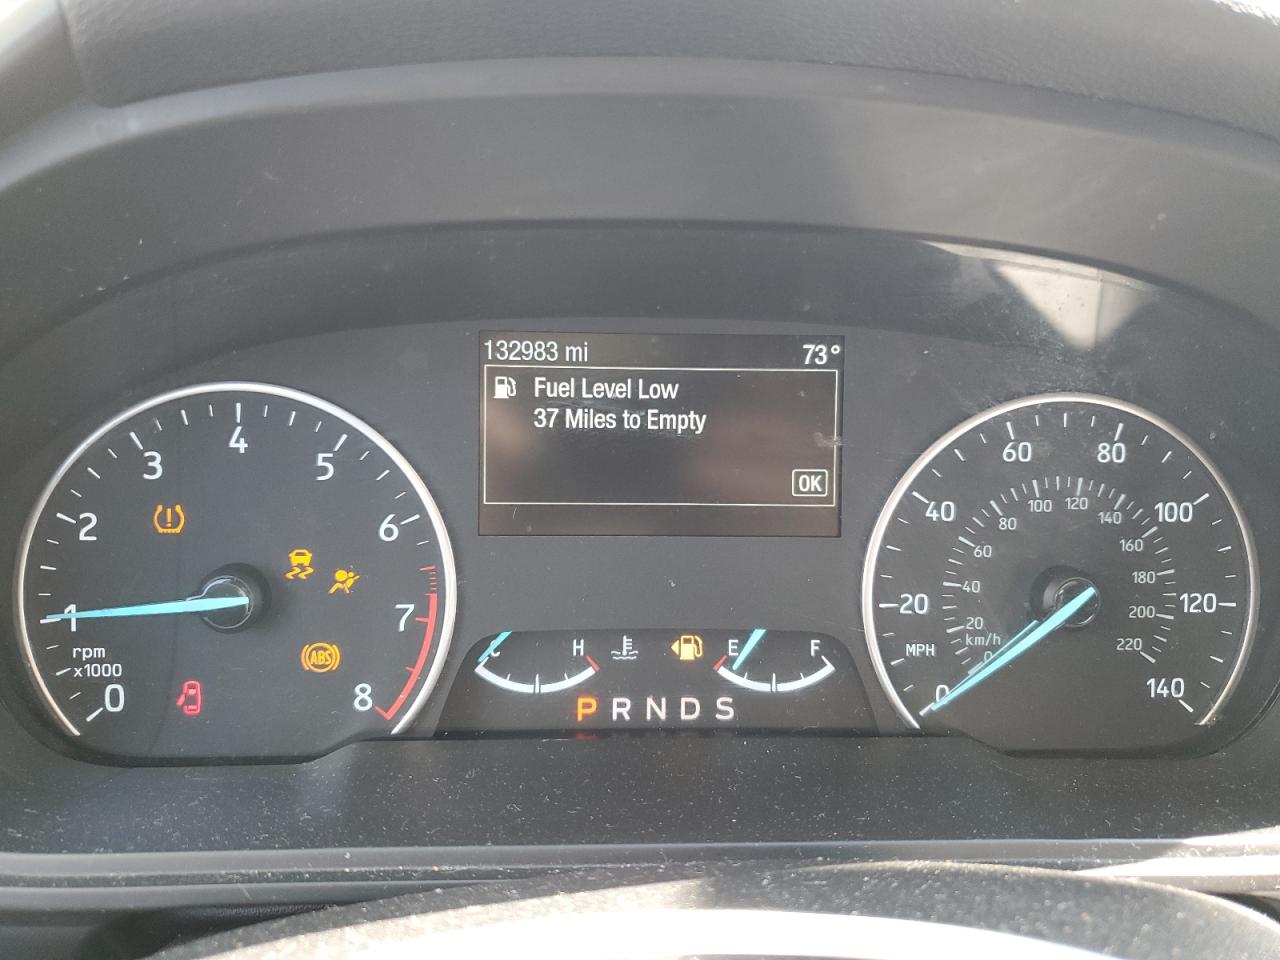 132983 mi 73°
Fuel Level Low
37 Miles to Empty
OK
0 1 2 3 4 5 6 7 8
rpm
x1000
ABS
C H
E F
P R N D S
0 20 40 60 80 100 120 140
MPH
0 20 40 60 80 100 120 140 160 180 200 220
km/h